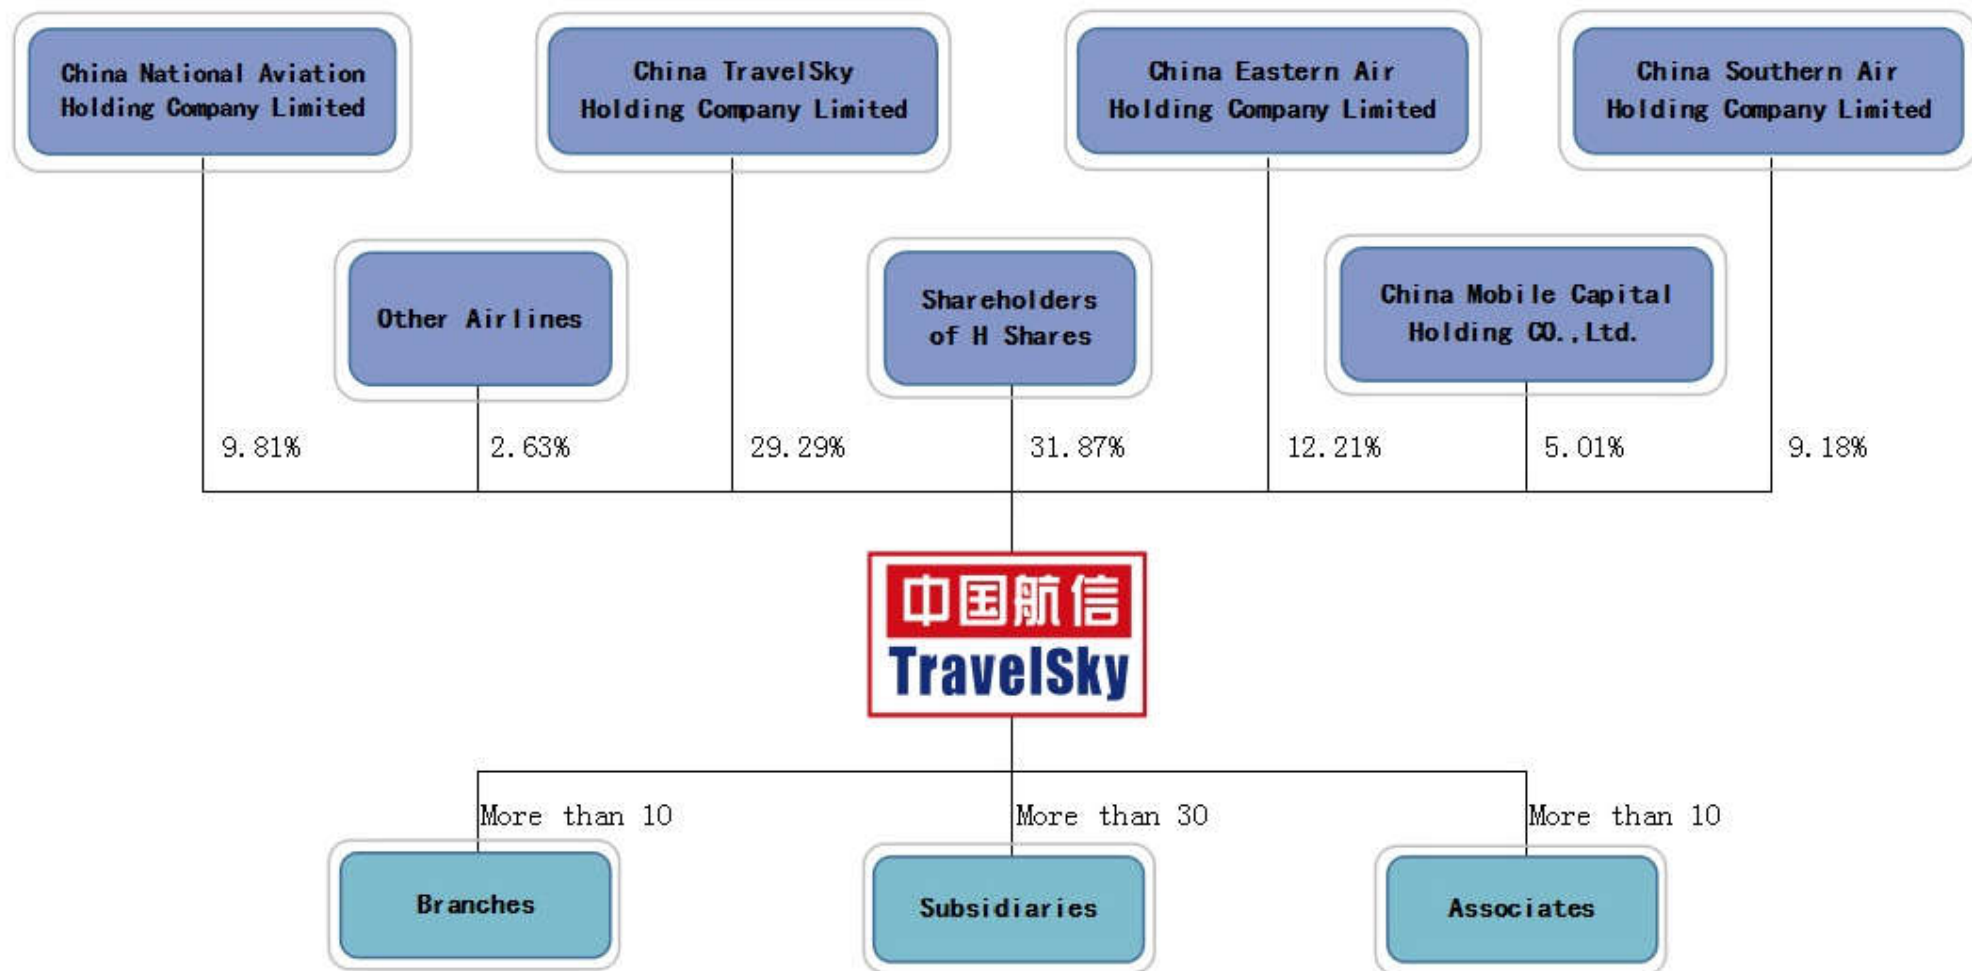 China National Aviation
Holding Company Limited
China TravelSky
Holding Company Limited
China Eastern Air
Holding Company Limited
China Southern Air
Holding Company Limited
Other Airlines
Shareholders
of H Shares
China Mobile Capital
Holding CO.,Ltd.
9.81%
2.63%
29.29%
31.87%
12.21%
5.01%
9.18%
中国航信
TravelSky
More than 10
More than 30
More than 10
Branches
Subsidiaries
Associates